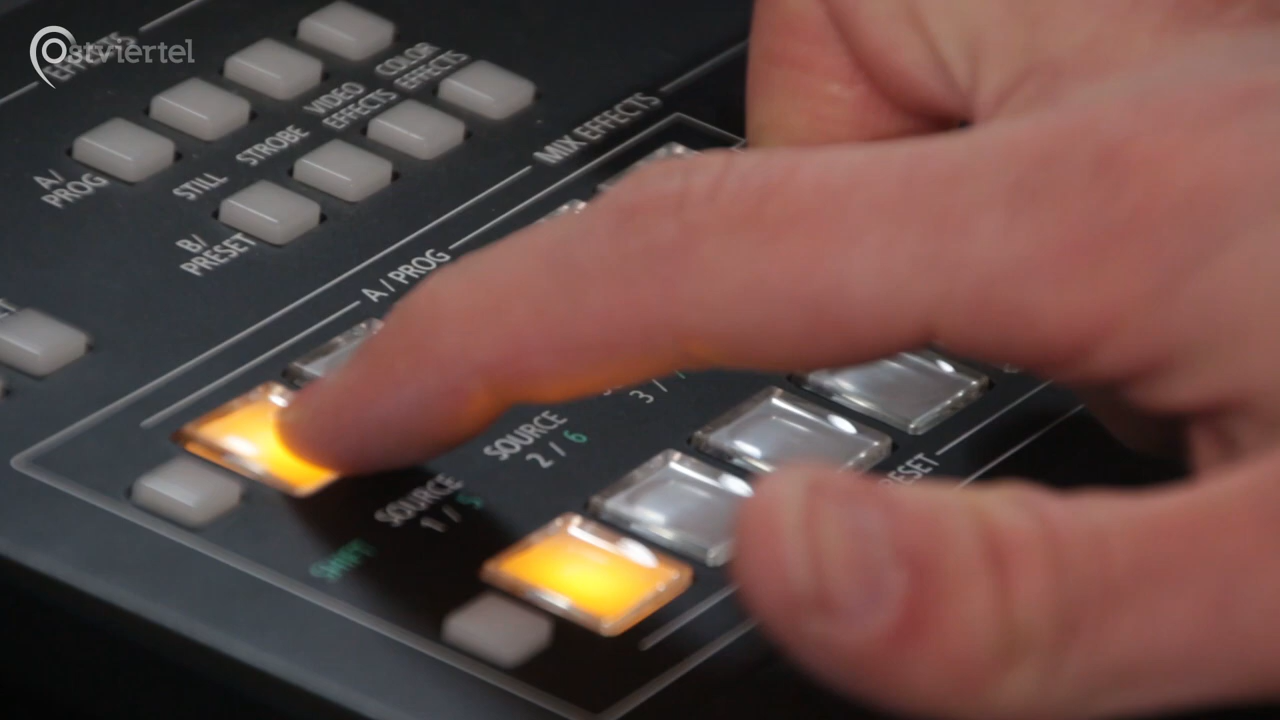 Ostviertel
EFFECTS
COLOR
EFFECTS
VIDEO
EFFECTS
STROBE
STILL
A/
PROG
B/
PRESET
MIX EFFECTS
A / PROG
SOURCE
2 / 6
SOURCE
1 / 5
SHIFT
3 /